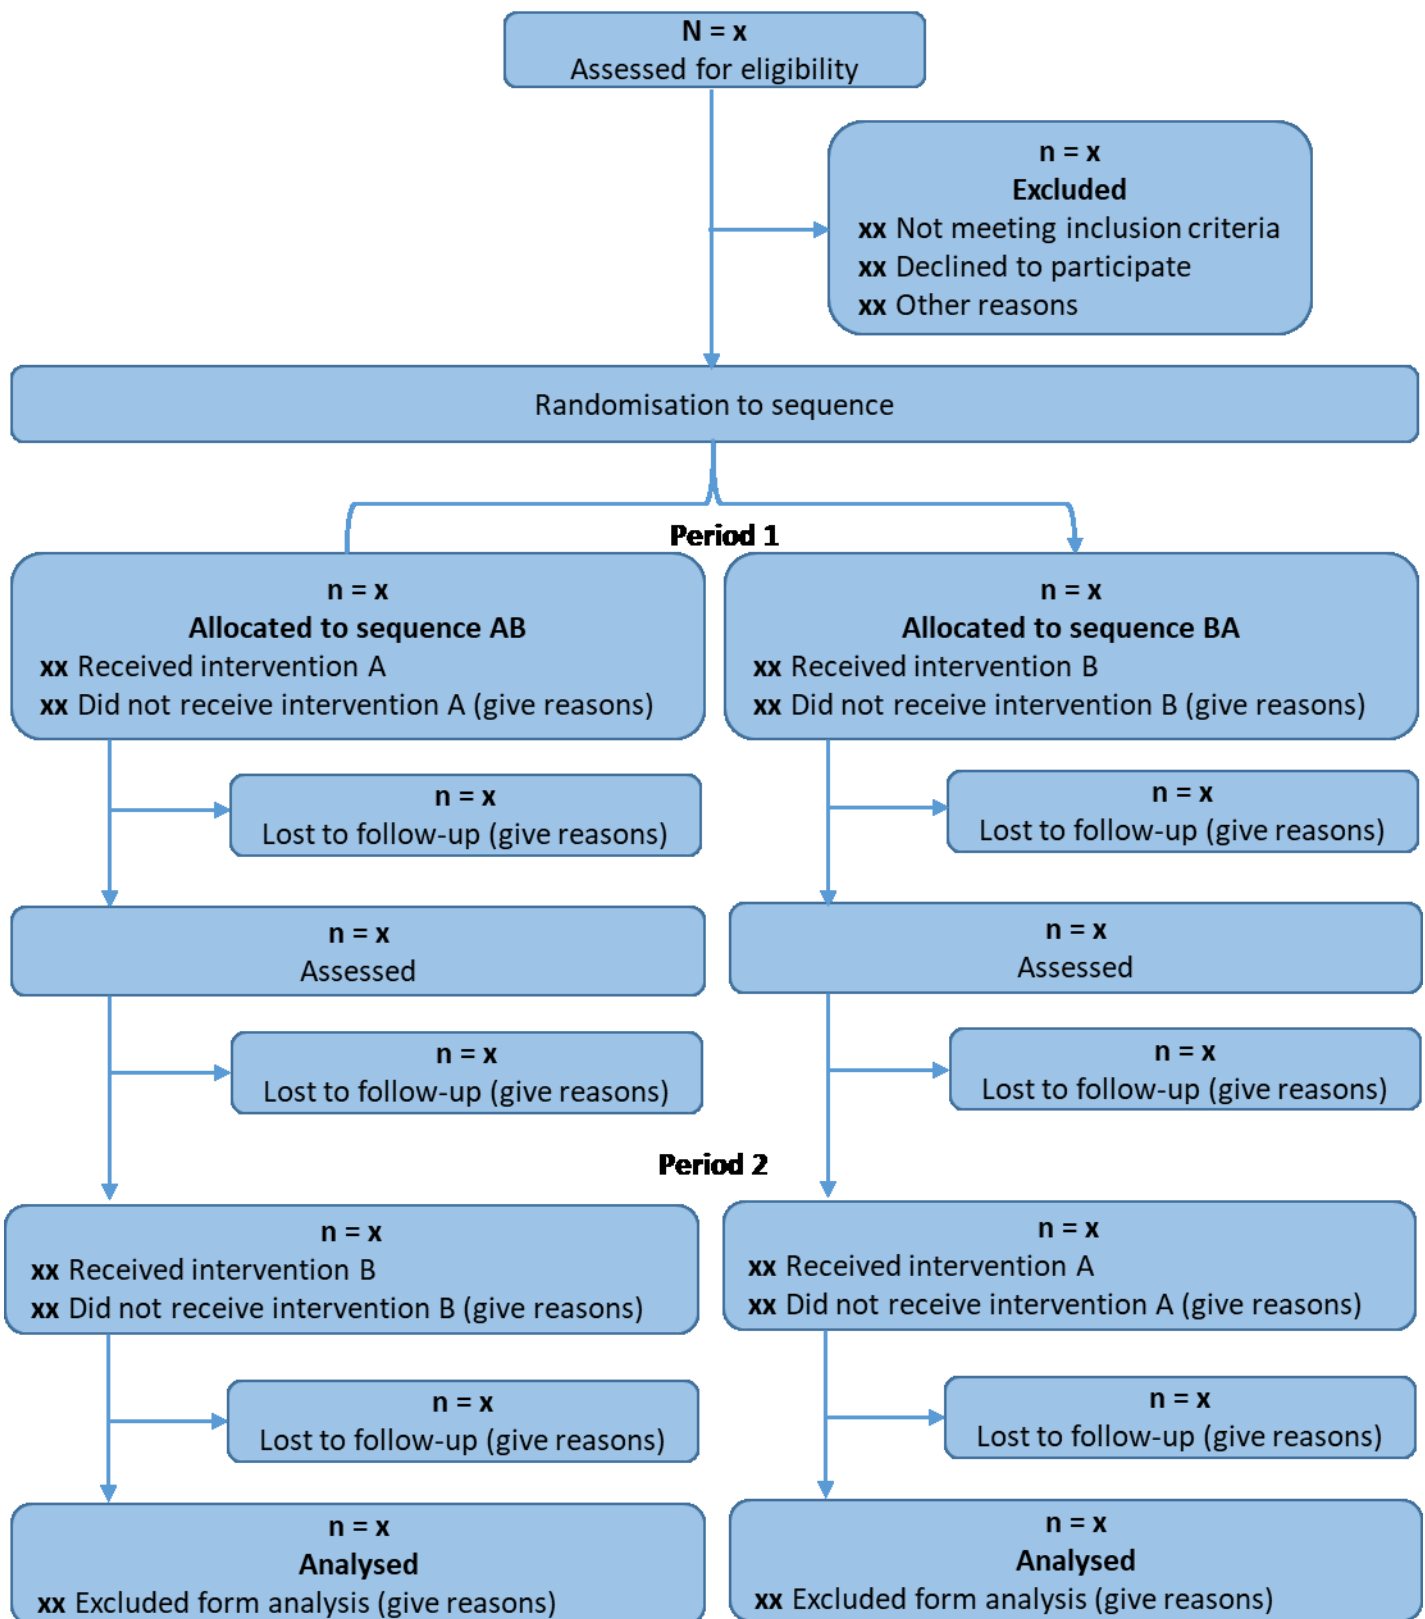 N = x
Assessed for eligibility
n = x
Excluded
xx Not meeting inclusion criteria
xx Declined to participate
xx Other reasons
Randomisation to sequence
Period 1
n = x
Allocated to sequence AB
xx Received intervention A
xx Did not receive intervention A (give reasons)
n = x
Allocated to sequence BA
xx Received intervention B
xx Did not receive intervention B (give reasons)
n = x
Lost to follow-up (give reasons)
n = x
Lost to follow-up (give reasons)
n = x
Assessed
n = x
Assessed
n = x
Lost to follow-up (give reasons)
n = x
Lost to follow-up (give reasons)
Period 2
n = x
xx Received intervention B
xx Did not receive intervention B (give reasons)
n = x
xx Received intervention A
xx Did not receive intervention A (give reasons)
n = x
Lost to follow-up (give reasons)
n = x
Lost to follow-up (give reasons)
n = x
Analysed
xx Excluded form analysis (give reasons)
n = x
Analysed
xx Excluded form analysis (give reasons)